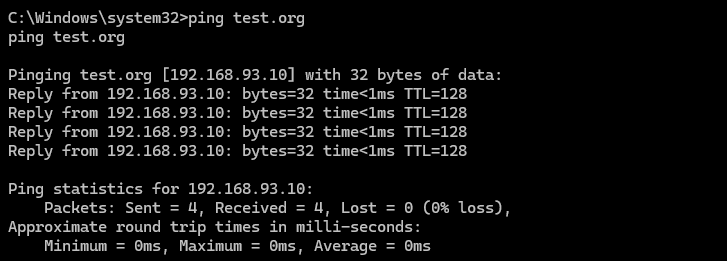 C:\Windows\system32>ping test.org
ping test.org
Pinging test.org [192.168.93.10] with 32 bytes of data:
Reply from 192.168.93.10: bytes=32 time<1ms TTL=128
Reply from 192.168.93.10: bytes=32 time<1ms TTL=128
Reply from 192.168.93.10: bytes=32 time<1ms TTL=128
Reply from 192.168.93.10: bytes=32 time<1ms TTL=128
Ping statistics for 192.168.93.10:
    Packets: Sent = 4, Received = 4, Lost = 0 (0% loss),
Approximate round trip times in milli-seconds:
    Minimum = 0ms, Maximum = 0ms, Average = 0ms